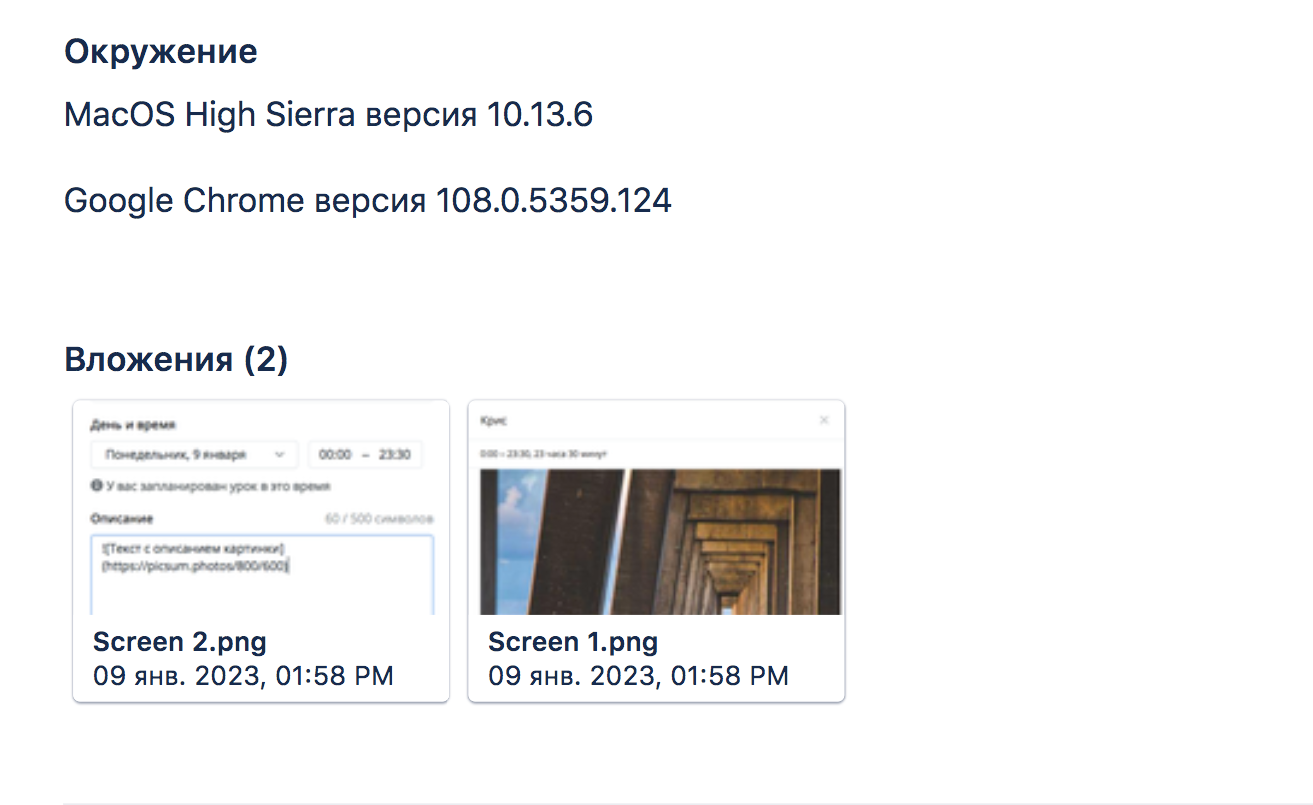 Окружение
MacOS High Sierra версия 10.13.6
Google Chrome версия 108.0.5359.124
Вложения (2)
День и время
Понедельник, 9 января
00:00 – 23:30
У вас запланирован урок в это время
Описание
60 / 500 символов
![Текст с описанием картинки]
(https://picsum.photos/800/600)
Screen 2.png
09 янв. 2023, 01:58 PM
Крис
0:00 – 23:30, 23 часа 30 минут
Screen 1.png
09 янв. 2023, 01:58 PM